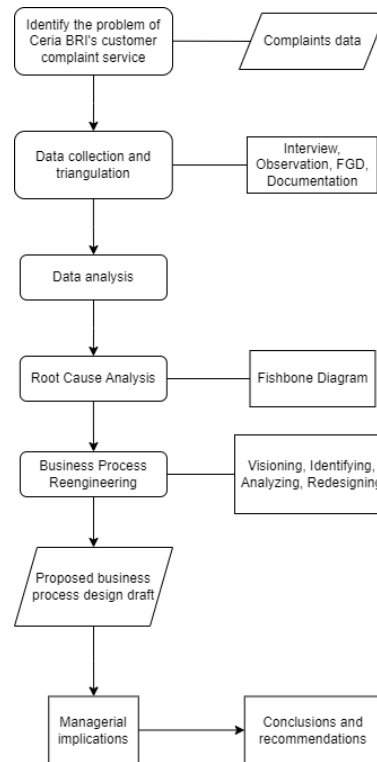 Identify the problem of
Ceria BRI's customer
complaint service
Complaints data
Data collection and
triangulation
Interview,
Observation, FGD,
Documentation
Data analysis
Root Cause Analysis
Fishbone Diagram
Business Process
Reengineering
Visioning, Identifying,
Analyzing, Redesigning
Proposed business
process design draft
Managerial
implications
Conclusions and
recommendations